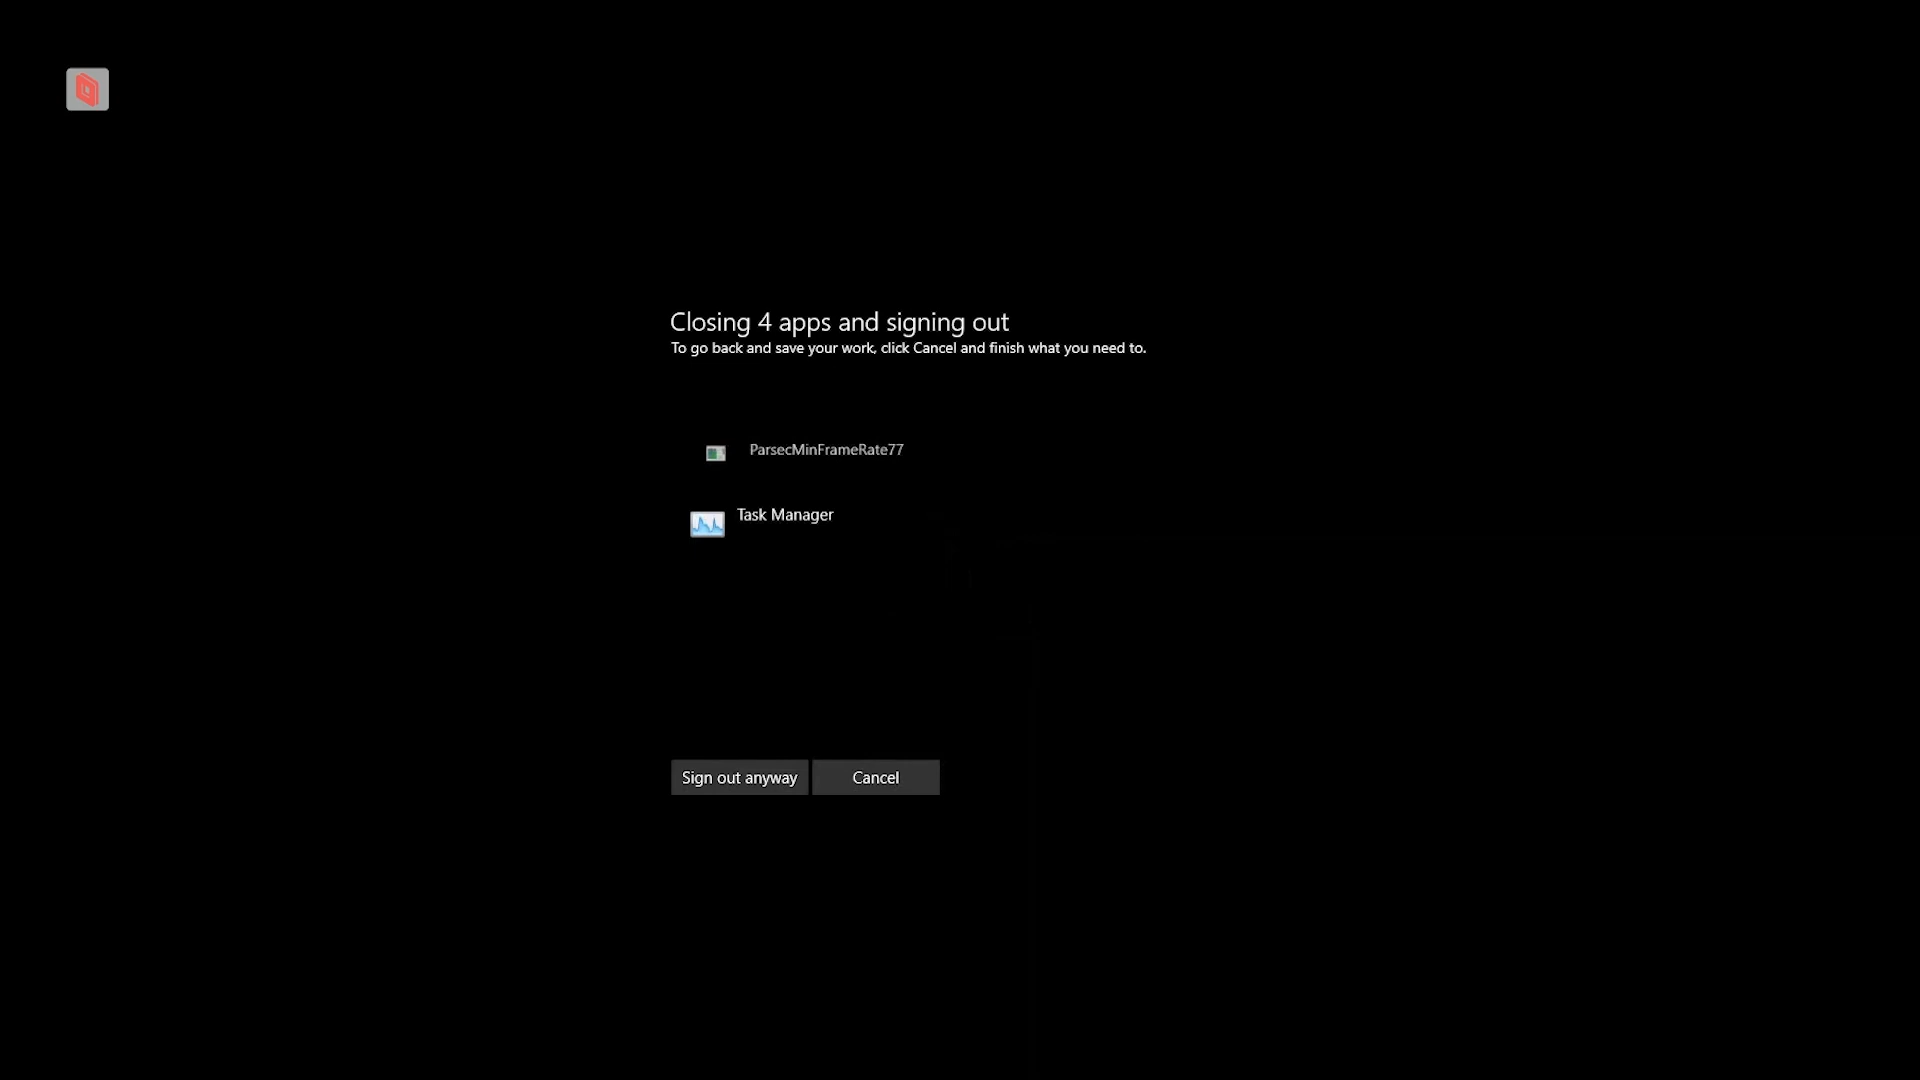 Closing 4 apps and signing out
To go back and save your work, click Cancel and finish what you need to.
ParsecMinFrameRate77
Task Manager
Sign out anyway
Cancel